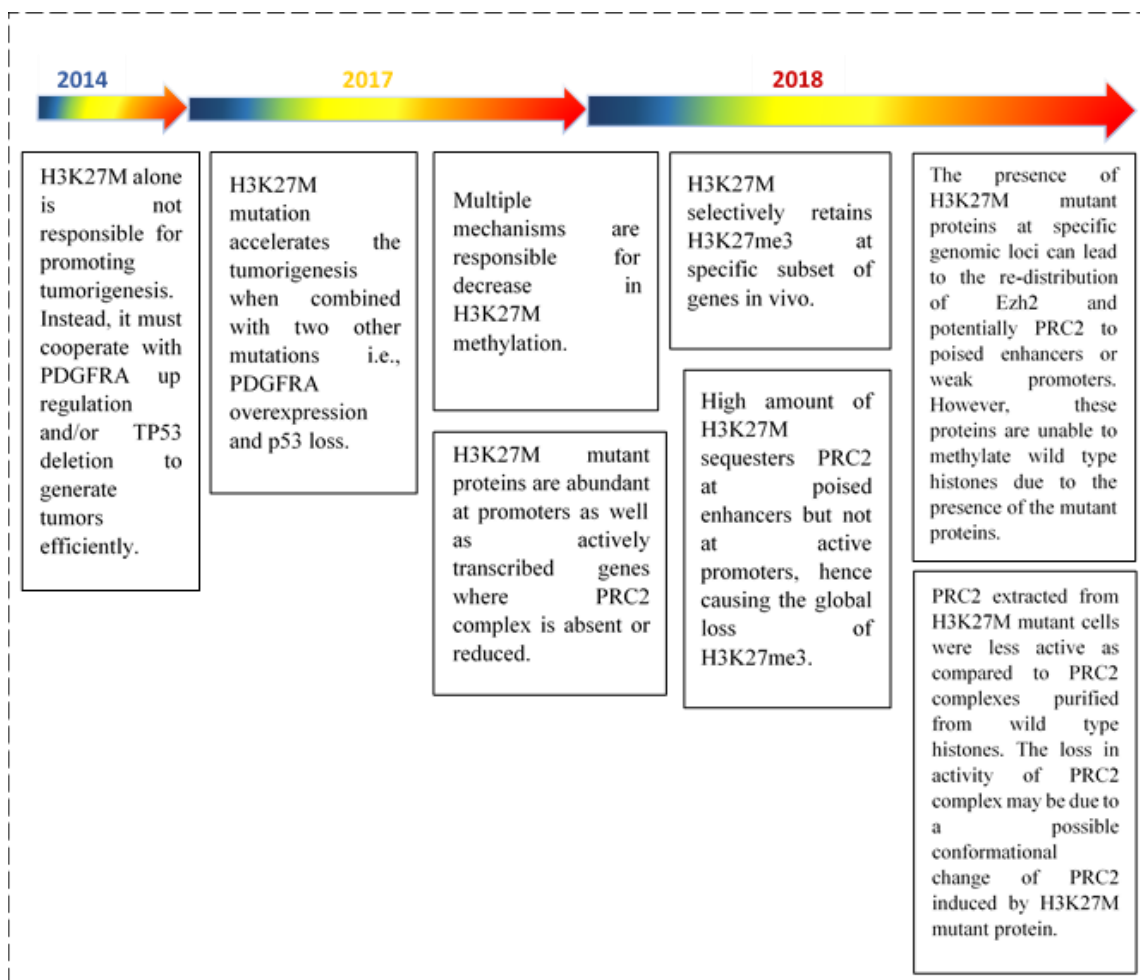 2014
2017
2018
H3K27M alone
is not
responsible for
promoting
tumorigenesis.
Instead, it must
cooperate with
PDGFRA up
regulation
and/or TP53
deletion to
generate
tumors
efficiently.
H3K27M
mutation
accelerates the
tumorigenesis
when combined
with two other
mutations i.e.,
PDGFRA
overexpression
and p53 loss.
Multiple
mechanisms are
responsible for
decrease in
H3K27M
methylation.
H3K27M mutant
proteins are abundant
at promoters as well
as actively
transcribed genes
where PRC2
complex is absent or
reduced.
H3K27M
selectively retains
H3K27me3 at
specific subset of
genes in vivo.
High amount of
H3K27M
sequesters PRC2
at poised
enhancers but not
at active
promoters, hence
causing the global
loss of
H3K27me3.
The presence of
H3K27M mutant
proteins at specific
genomic loci can lead
to the re-distribution
of Ezh2 and
potentially PRC2 to
poised enhancers or
weak promoters.
However, these
proteins are unable to
methylate wild type
histones due to the
presence of the mutant
proteins.
PRC2 extracted from
H3K27M mutant cells
were less active as
compared to PRC2
complexes purified
from wild type
histones. The loss in
activity of PRC2
complex may be due to
a possible
conformational
change of PRC2
induced by H3K27M
mutant protein.